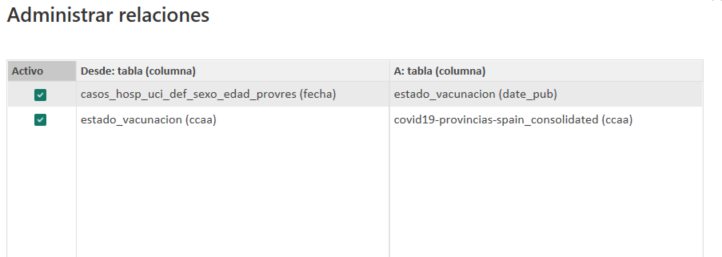 Administrar relaciones
Activo Desde: tabla (columna) A: tabla (columna)
casos_hosp_uci_def_sexo_edad_provres (fecha) estado_vacunacion (date_pub)
estado_vacunacion (ccaa) covid19-provincias-spain_consolidated (ccaa)